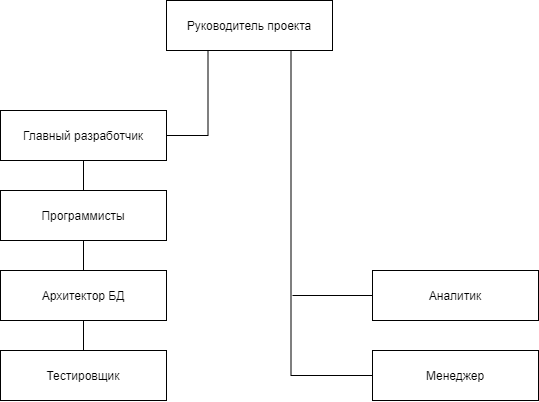 Руководитель проекта
Главный разработчик
Программисты
Архитектор БД
Аналитик
Тестировщик
Менеджер